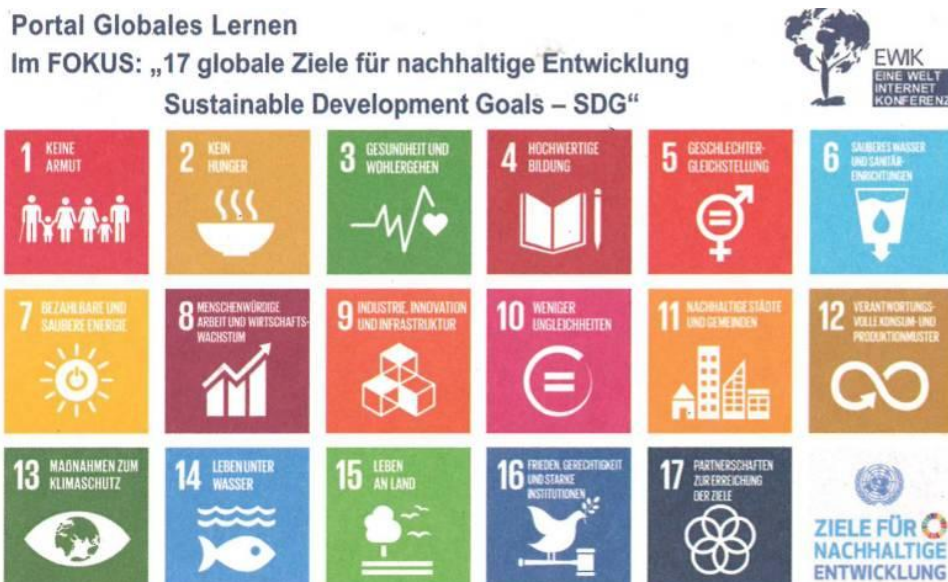 Portal Globales Lernen
Im FOKUS: „17 globale Ziele für nachhaltige Entwicklung
Sustainable Development Goals – SDG“
EWIK
EINE WELT
INTERNET
KONFERENZ
1 KEINE
ARMUT
2 KEIN
HUNGER
3 GESUNDHEIT UND
WOHLERGEHEN
4 HOCHWERTIGE
BILDUNG
5 GESCHLECHTER-
GLEICHSTELLUNG
6 SAUBERES WASSER
UND SANITÄR-
EINRICHTUNGEN
7 BEZAHLBARE UND
SAUBERE ENERGIE
8 MENSCHENWÜRDIGE
ARBEIT UND WIRTSCHAFTS-
WACHSTUM
9 INDUSTRIE, INNOVATION
UND INFRASTRUKTUR
10 WENIGER
UNGLEICHHEITEN
11 NACHHALTIGE STÄDTE
UND GEMEINDEN
12 VERANTWORTUNGS-
VOLLE KONSUM- UND
PRODUKTIONMUSTER
13 MAẞNAHMEN ZUM
KLIMASCHUTZ
14 LEBEN UNTER
WASSER
15 LEBEN
AN LAND
16 FRIEDEN, GERECHTIGKEIT
UND STARKE
INSTITUTIONEN
17 PARTNERSCHAFTEN
ZUR ERREICHUNG
DER ZIELE
ZIELE FÜR
NACHHALTIGE
ENTWICKLUNG